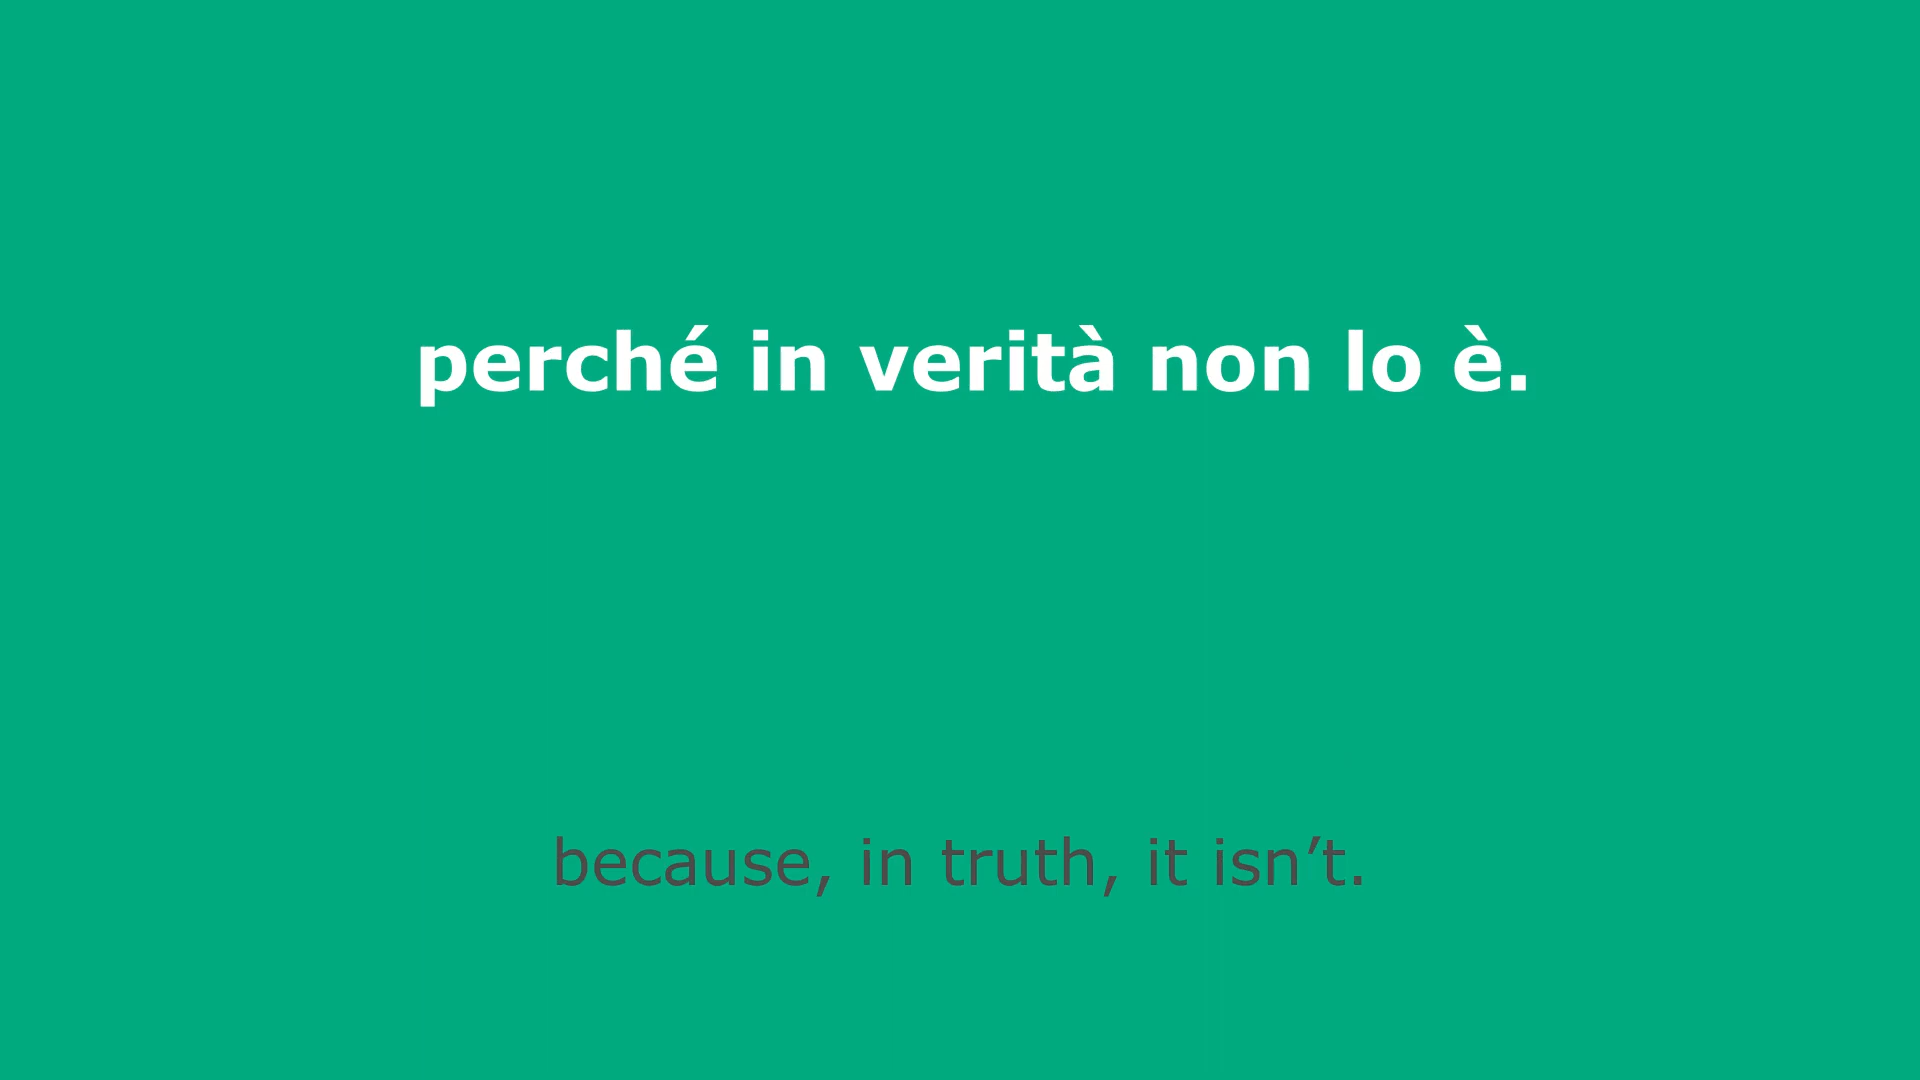 perché in verità non lo è.
because, in truth, it isn’t.